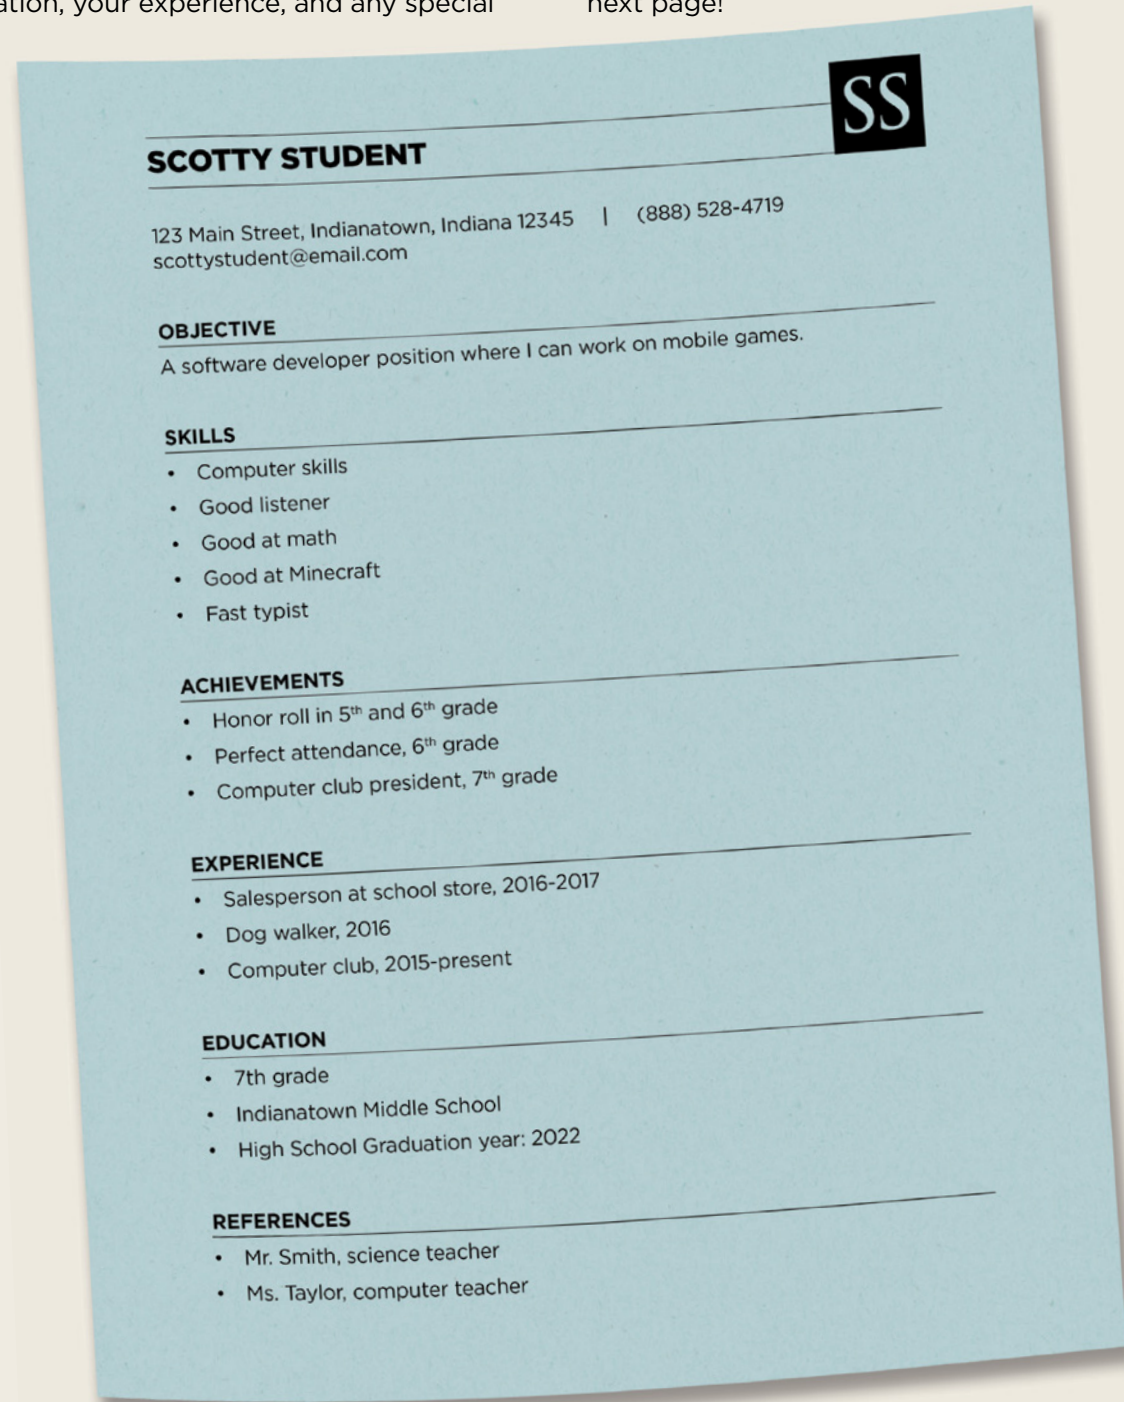 ation, your experience, and any special
next page!
SS
SCOTTY STUDENT
123 Main Street, Indianatown, Indiana 12345 | (888) 528-4719
scottystudent@email.com
OBJECTIVE
A software developer position where I can work on mobile games.
SKILLS
• Computer skills
• Good listener
• Good at math
• Good at Minecraft
• Fast typist
ACHIEVEMENTS
• Honor roll in 5th and 6th grade
• Perfect attendance, 6th grade
• Computer club president, 7th grade
EXPERIENCE
• Salesperson at school store, 2016-2017
• Dog walker, 2016
• Computer club, 2015-present
EDUCATION
• 7th grade
• Indianatown Middle School
• High School Graduation year: 2022
REFERENCES
• Mr. Smith, science teacher
• Ms. Taylor, computer teacher